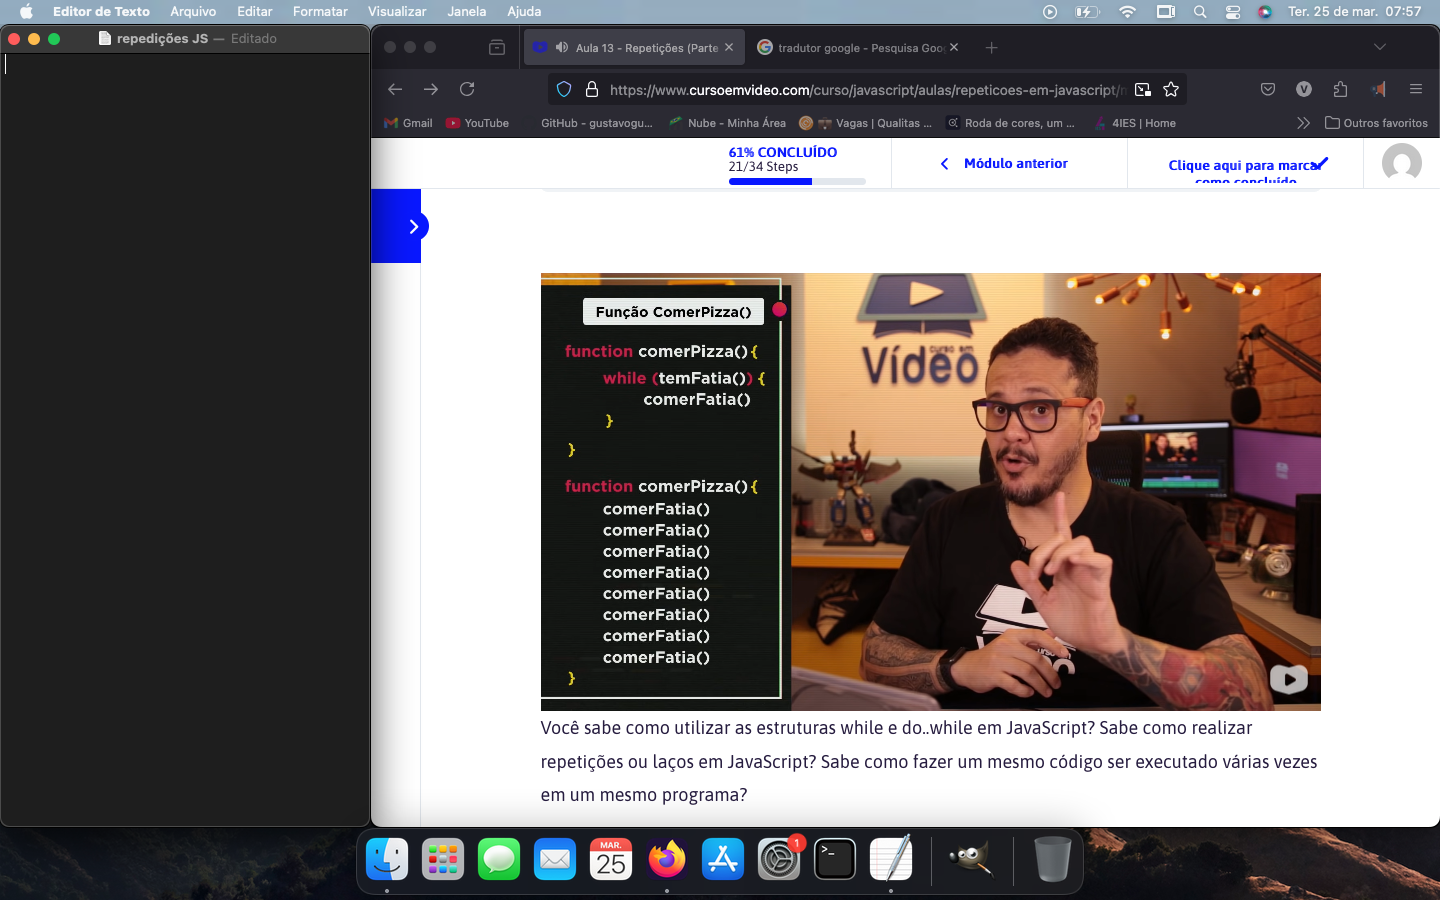 Editor de Texto Arquivo Editar Formatar Visualizar Janela Ajuda Ter. 25 de mar. 07:57
repedições JS — Editado
Aula 13 - Repetições (Parte
tradutor google - Pesquisa Goo
https://www.cursoemvideo.com/curso/javascript/aulas/repeticoes-em-javascript/
V
Gmail YouTube GitHub - gustavogu... Nube - Minha Área Vagas | Qualitas ... Roda de cores, um ... 4IES | Home Outros favoritos
61% CONCLUÍDO
21/34 Steps
Módulo anterior
Clique aqui para marcar
como concluído
Função ComerPizza()
function comerPizza() {
while (temFatia()) {
comerFatia()
}
}
function comerPizza() {
comerFatia()
comerFatia()
comerFatia()
comerFatia()
comerFatia()
comerFatia()
comerFatia()
comerFatia()
}
curso em
Vídeo
Você sabe como utilizar as estruturas while e do..while em JavaScript? Sabe como realizar
repetições ou laços em JavaScript? Sabe como fazer um mesmo código ser executado várias vezes
em um mesmo programa?
MAR.
25
1
>_